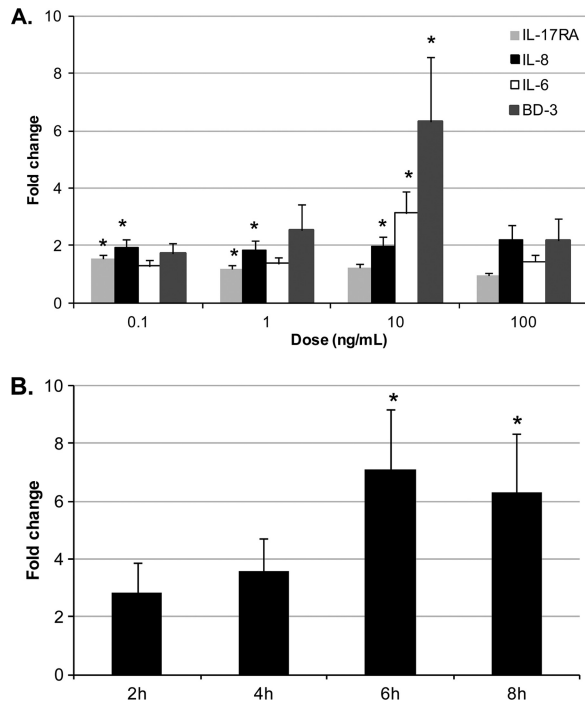 A.
IL-17RA
IL-8
IL-6
BD-3
10
8
6
4
2
0
Fold change
* * * * * * *
0.1 1 10 100
Dose (ng/mL)
B.
10
8
6
4
2
0
Fold change
* *
2h 4h 6h 8h